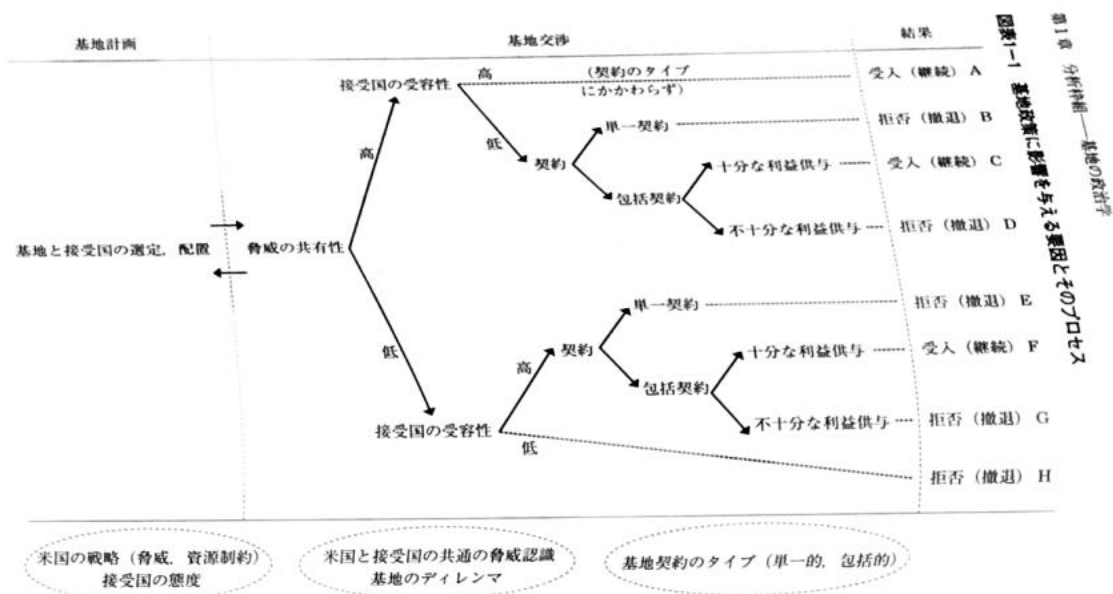 第1章 分析枠組——基地の政治学
図表1-1 基地政策に影響を与える要因とそのプロセス
基地計画
基地交渉
結果
接受国の受容性
高
(契約のタイプ
にかかわらず)
受入(継続) A
低
契約
単一契約
拒否(撤退) B
包括契約
十分な利益供与
受入(継続) C
不十分な利益供与
拒否(撤退) D
高
基地と接受国の選定,配置
脅威の共有性
低
接受国の受容性
高
契約
単一契約
拒否(撤退) E
包括契約
十分な利益供与
受入(継続) F
不十分な利益供与
拒否(撤退) G
低
拒否(撤退) H
米国の戦略(脅威,資源制約)
接受国の態度
米国と接受国の共通の脅威認識
基地のディレンマ
基地契約のタイプ(単一的,包括的)